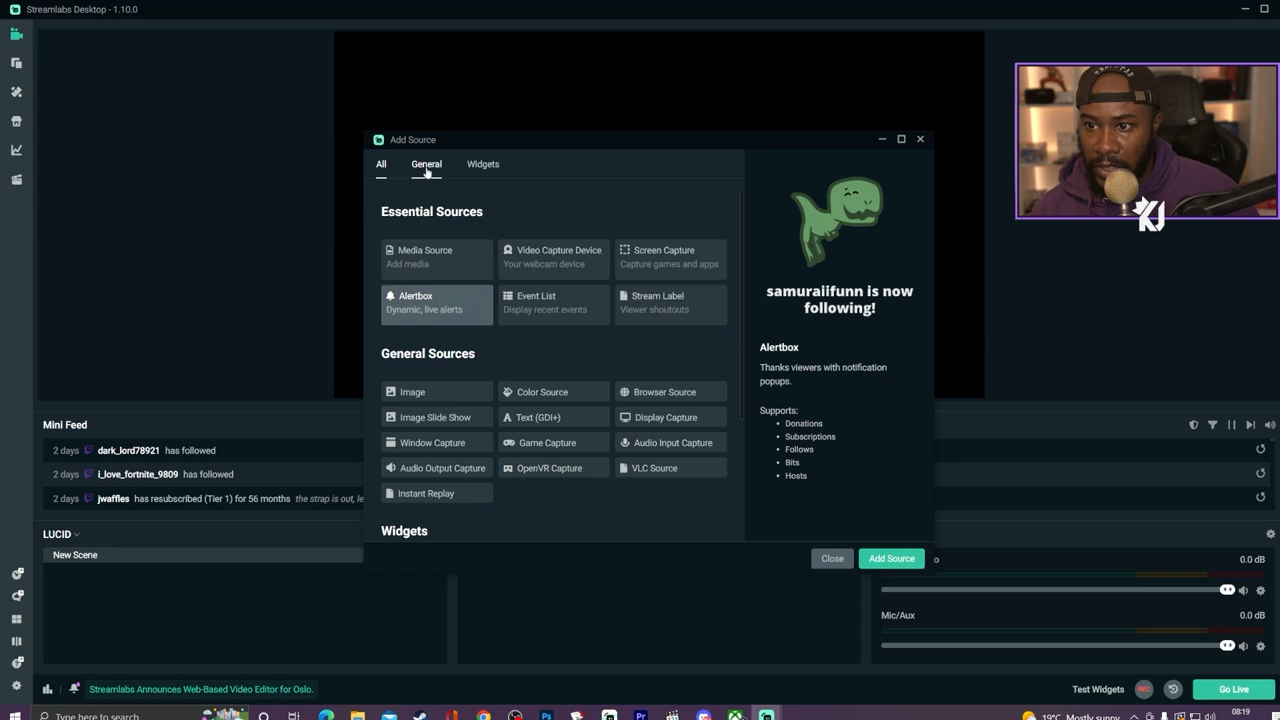 Streamlabs Desktop - 1.10.0
Add Source
All General Widgets
Essential Sources
Media Source
Add media
Video Capture Device
Your webcam device
Screen Capture
Capture games and apps
Alertbox
Dynamic, live alerts
Event List
Display recent events
Stream Label
Viewer shoutouts
General Sources
Image
Color Source
Browser Source
Image Slide Show
Text (GDI+)
Display Capture
Window Capture
Game Capture
Audio Input Capture
Audio Output Capture
OpenVR Capture
VLC Source
Instant Replay
Widgets
samuraiifunn is now
following!
Alertbox
Thanks viewers with notification
popups.
Supports:
Donations
Subscriptions
Follows
Bits
Hosts
Close
Add Source
KJ
Mini Feed
2 days dark_lord78921 has followed
2 days i_love_fortnite_9809 has followed
2 days jwaffles has resubscribed (Tier 1) for 56 months the strap is out, le
LUCID
New Scene
o 0.0 dB
Mic/Aux 0.0 dB
Streamlabs Announces Web-Based Video Editor for Oslo.
Test Widgets
REC
Go Live
Type here to search
19°C Mostly sunny
08:19